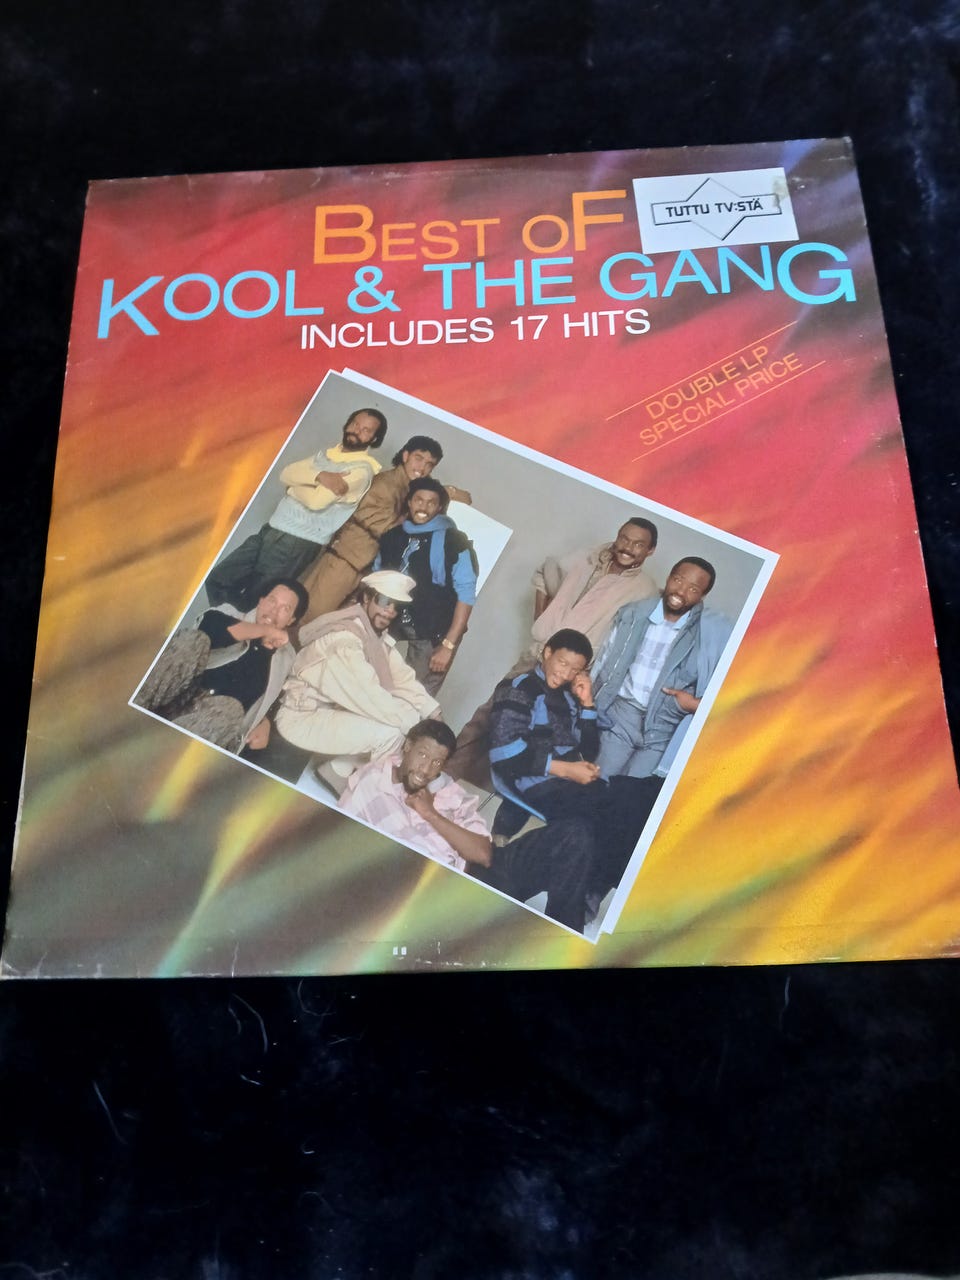 BEST OF
TUTTU TV:STÄ
KOOL & THE GANG
INCLUDES 17 HITS
DOUBLE LP
SPECIAL PRICE